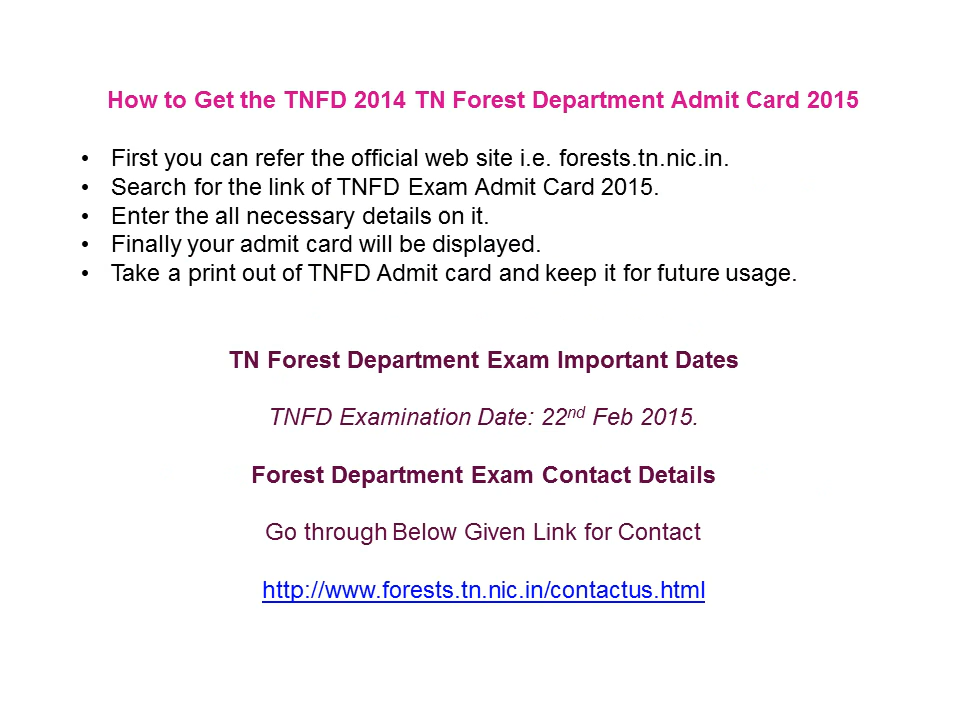 How to Get the TNFD 2014 TN Forest Department Admit Card 2015
• First you can refer the official web site i.e. forests.tn.nic.in.
• Search for the link of TNFD Exam Admit Card 2015.
• Enter the all necessary details on it.
• Finally your admit card will be displayed.
• Take a print out of TNFD Admit card and keep it for future usage.
TN Forest Department Exam Important Dates
TNFD Examination Date: 22nd Feb 2015.
Forest Department Exam Contact Details
Go through Below Given Link for Contact
http://www.forests.tn.nic.in/contactus.html